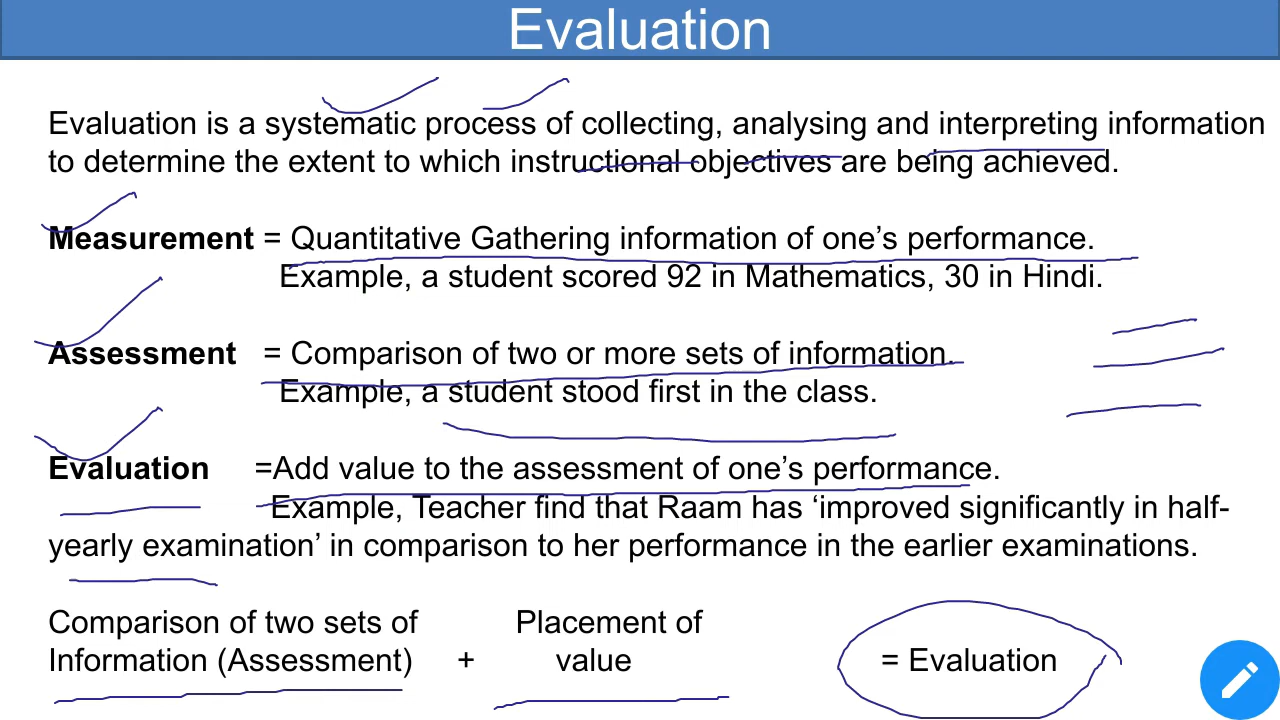 Evaluation
Evaluation is a systematic process of collecting, analysing and interpreting information
to determine the extent to which instructional objectives are being achieved.
Measurement = Quantitative Gathering information of one’s performance.
Example, a student scored 92 in Mathematics, 30 in Hindi.
Assessment = Comparison of two or more sets of information.
Example, a student stood first in the class.
Evaluation =Add value to the assessment of one’s performance.
Example, Teacher find that Raam has ‘improved significantly in half-
yearly examination’ in comparison to her performance in the earlier examinations.
Comparison of two sets of Placement of
Information (Assessment) + value = Evaluation